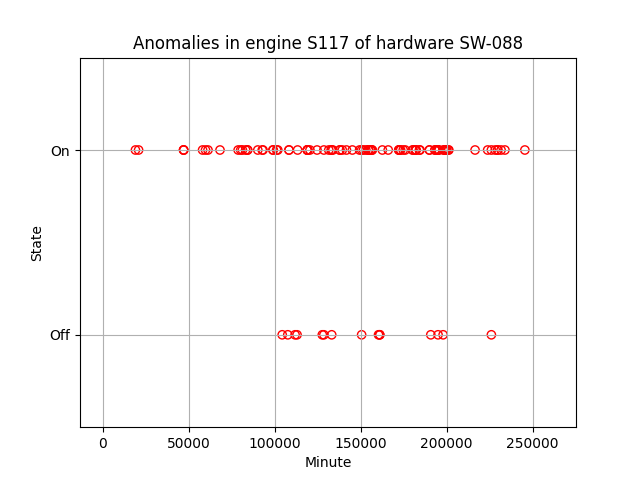 Anomalies in engine S117 of hardware SW-088
On
State
Off
0 50000 100000 150000 200000 250000
Minute